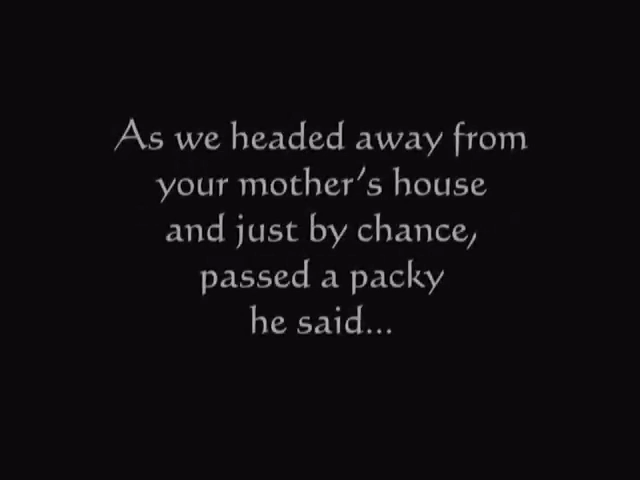 As we headed away from
your mother's house
and just by chance,
passed a packy
he said...